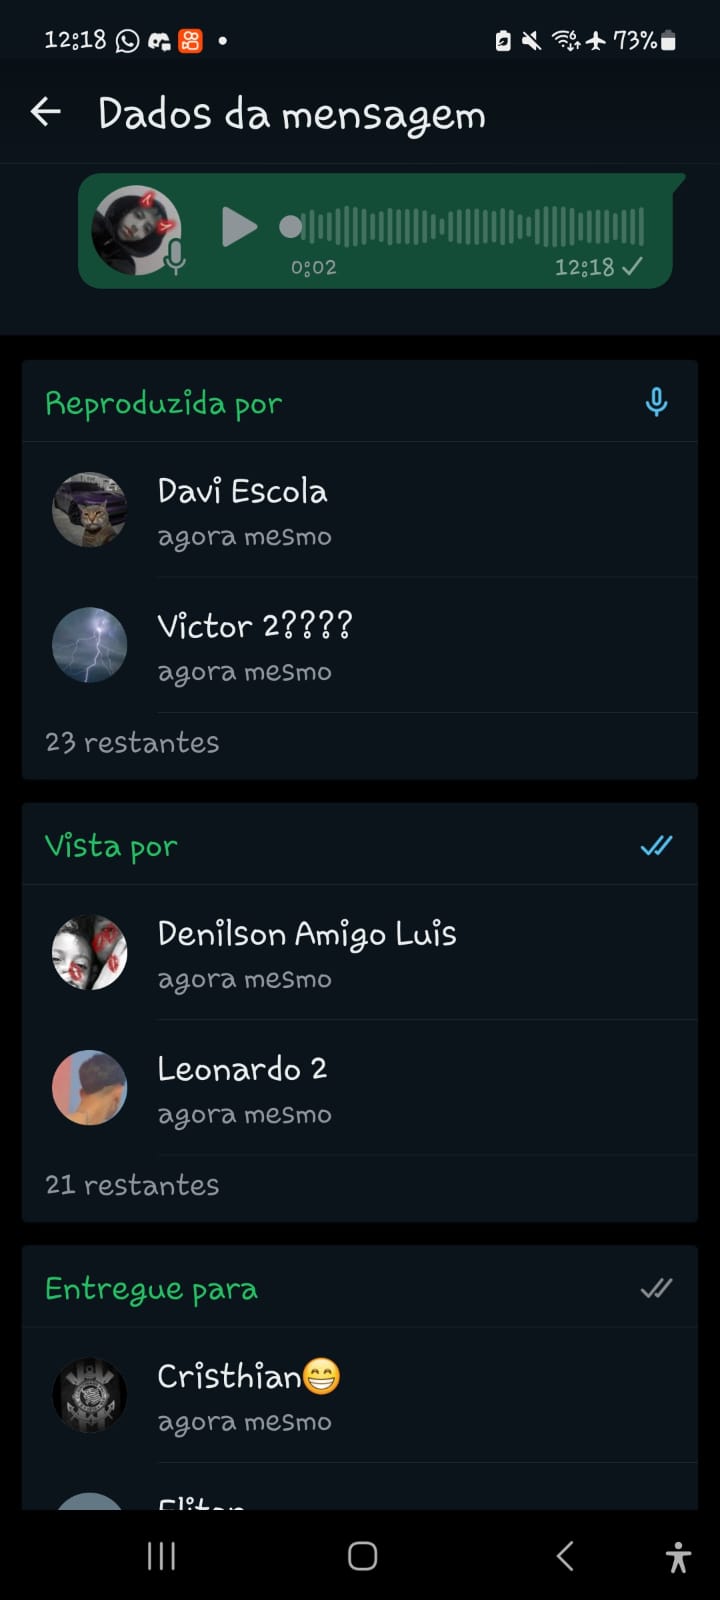 12:18 73%
Dados da mensagem
0:02 12:18
Reproduzida por
Davi Escola
agora mesmo
Victor 2????
agora mesmo
23 restantes
Vista por
Denilson Amigo Luis
agora mesmo
Leonardo 2
agora mesmo
21 restantes
Entregue para
Cristhian😁
agora mesmo